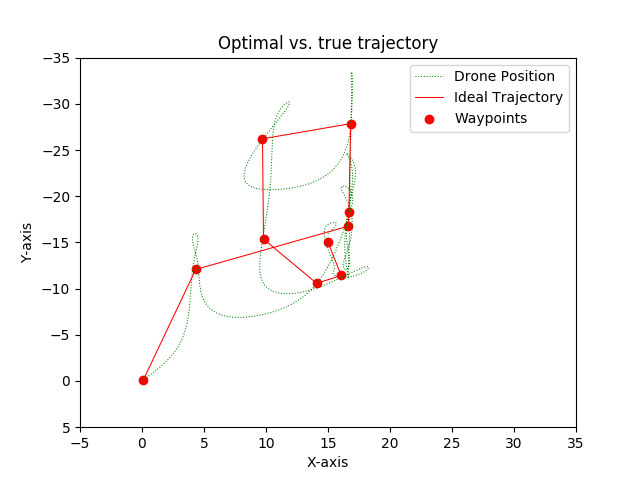 Optimal vs. true trajectory
Drone Position
Ideal Trajectory
Waypoints
−35
−30
−25
−20
−15
−10
−5
0
5
Y-axis
−5 0 5 10 15 20 25 30 35
X-axis